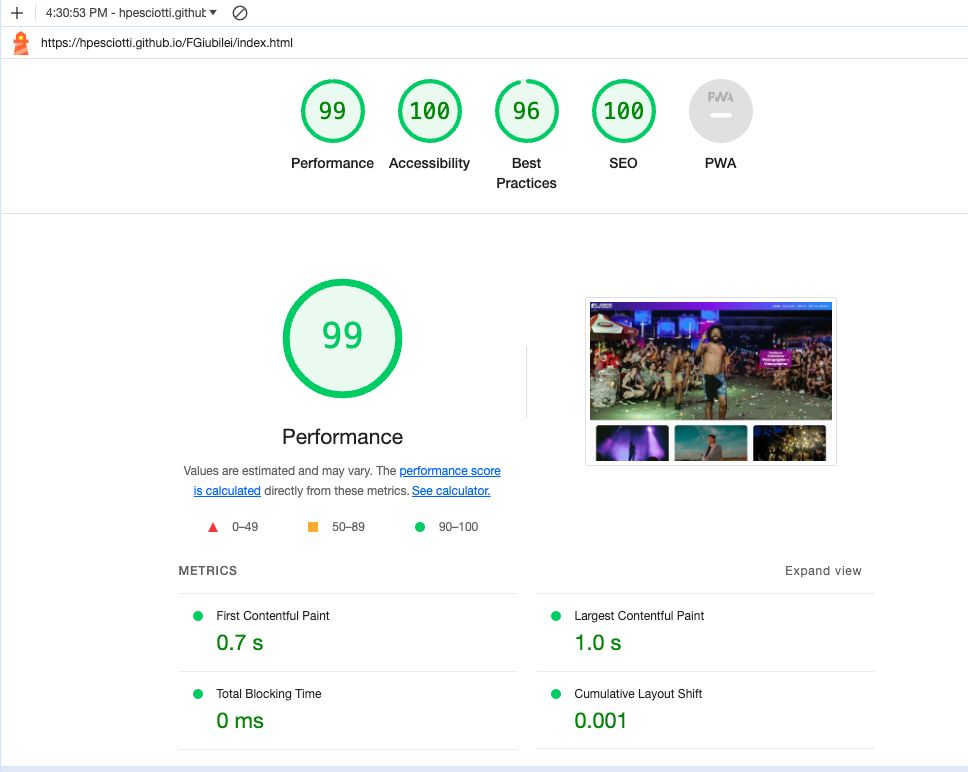 4:30:53 PM - hpesciotti.githul
https://hpesciotti.github.io/FGiubilei/index.html
99
100
96
100
PWA
Performance
Accessibility
Best
Practices
SEO
PWA
99
Performance
Values are estimated and may vary. The performance score
is calculated directly from these metrics. See calculator.
0–49
50–89
90–100
METRICS
Expand view
First Contentful Paint
0.7 s
Largest Contentful Paint
1.0 s
Total Blocking Time
0 ms
Cumulative Layout Shift
0.001